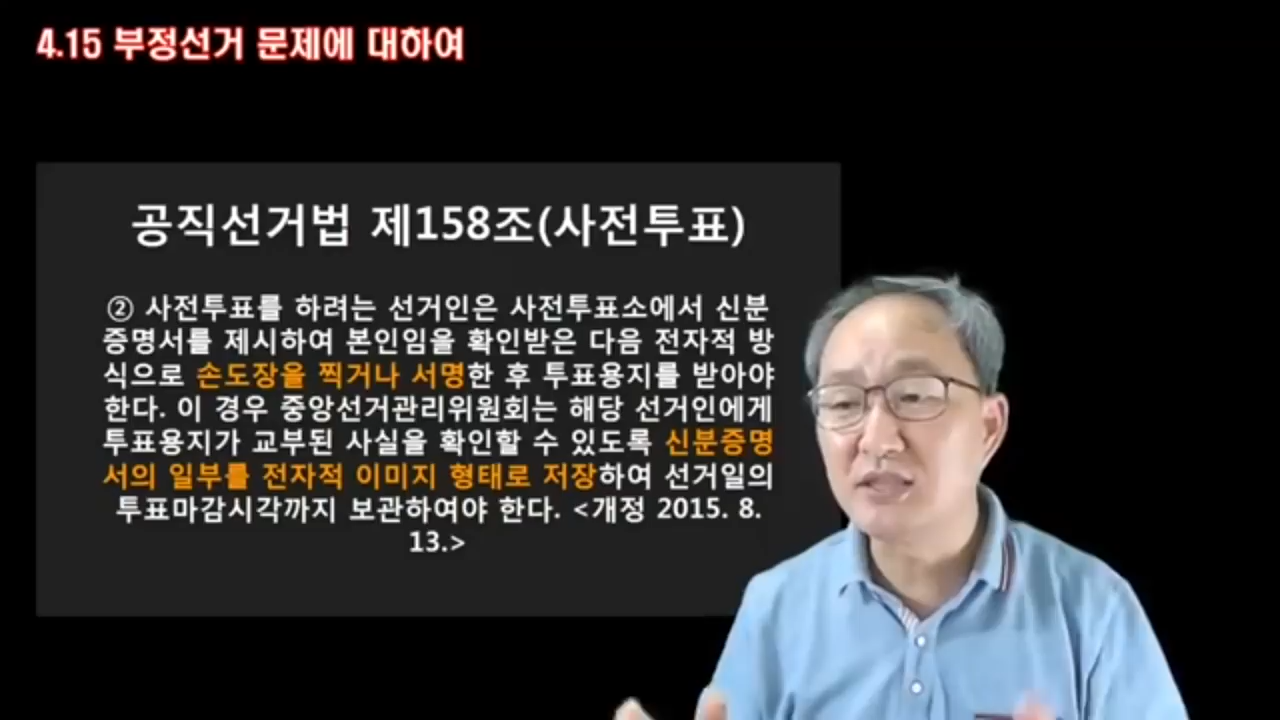 4.15 부정선거 문제에 대하여
공직선거법 제158조(사전투표)
② 사전투표를 하려는 선거인은 사전투표소에서 신분
증명서를 제시하여 본인임을 확인받은 다음 전자적 방
식으로 손도장을 찍거나 서명한 후 투표용지를 받아야
한다. 이 경우 중앙선거관리위원회는 해당 선거인에게
투표용지가 교부된 사실을 확인할 수 있도록 신분증명
서의 일부를 전자적 이미지 형태로 저장하여 선거일의
투표마감시각까지 보관하여야 한다. <개정 2015. 8.
13.>